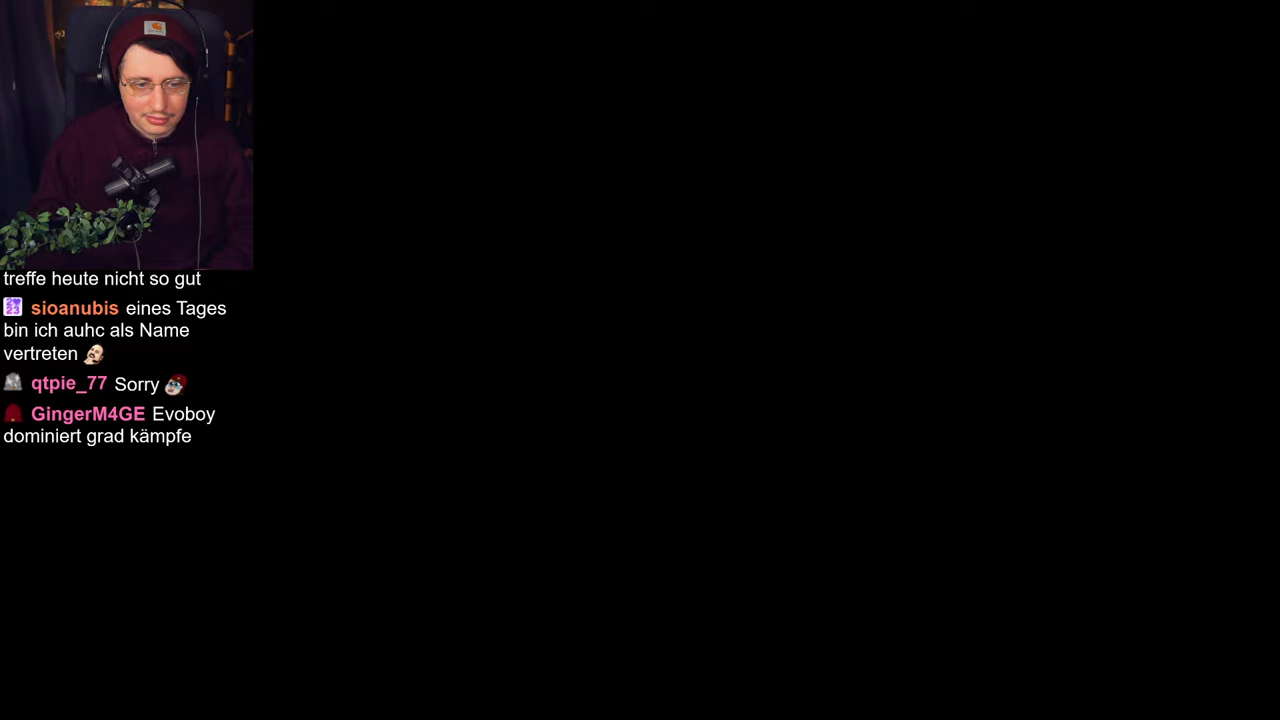 treffe heute nicht so gut
sioanubis eines Tages
bin ich auhc als Name
vertreten
qtpie_77 Sorry
GingerM4GE Evoboy
dominiert grad kämpfe